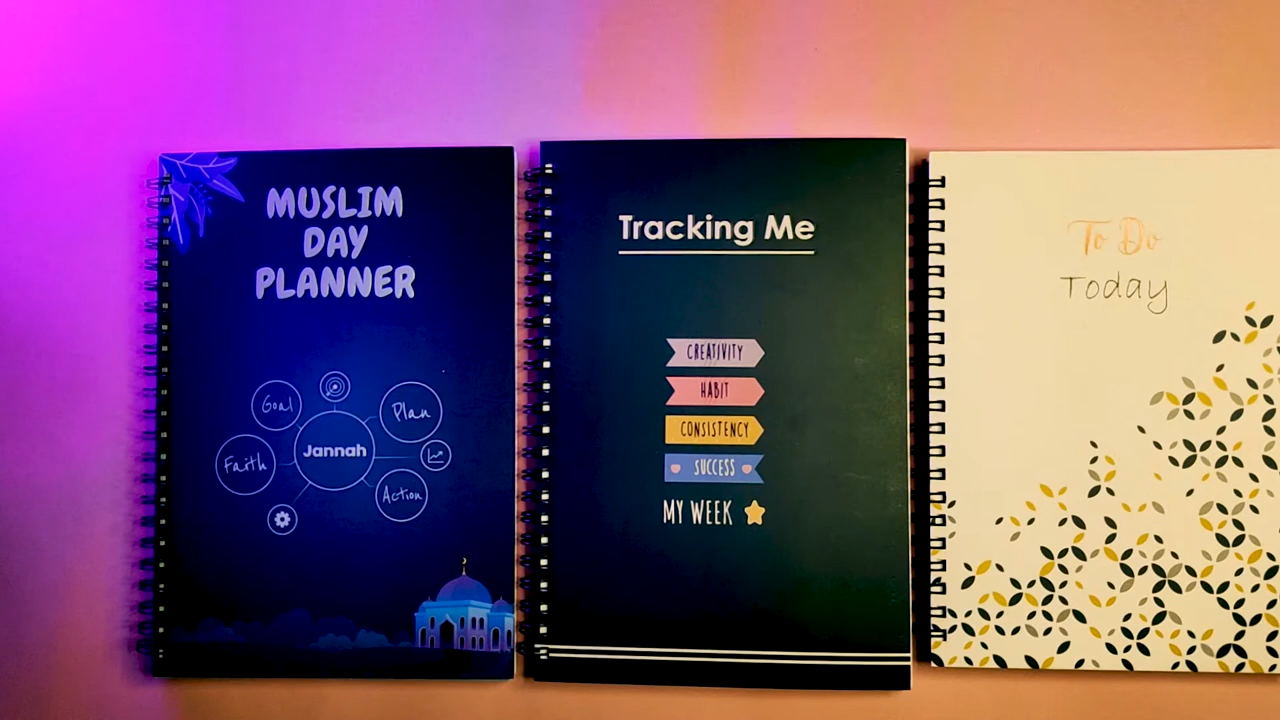 MUSLIM
DAY
PLANNER
Goal
Plan
Jannah
Faith
Action
Tracking Me
CREATIVITY
HABIT
CONSISTENCY
SUCCESS
MY WEEK
To Do
Today